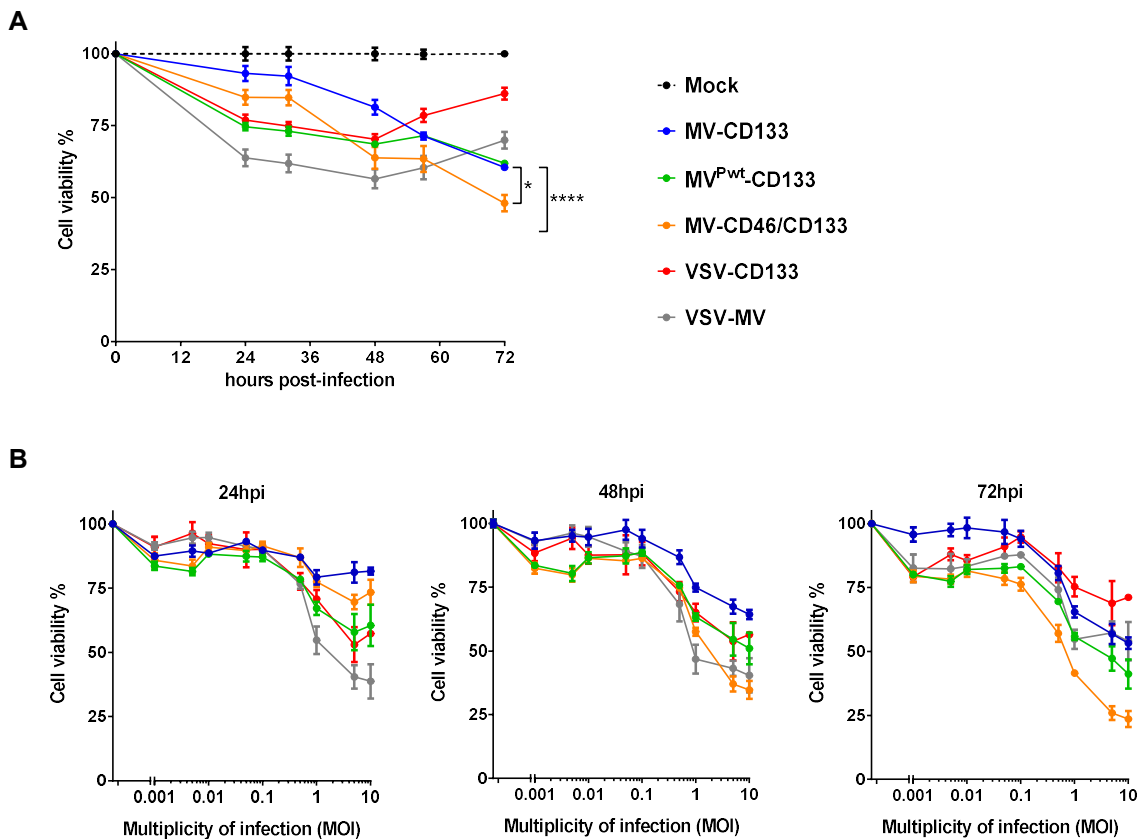 A
100
75
50
25
0
Cell viability %
0 12 24 36 48 60 72
hours post-infection
*
****
Mock
MV-CD133
MVPwt-CD133
MV-CD46/CD133
VSV-CD133
VSV-MV
B
24hpi
100
75
50
25
0
Cell viability %
0.001 0.01 0.1 1 10
Multiplicity of infection (MOI)
48hpi
100
75
50
25
0
Cell viability %
0.001 0.01 0.1 1 10
Multiplicity of infection (MOI)
72hpi
100
75
50
25
0
Cell viability %
0.001 0.01 0.1 1 10
Multiplicity of infection (MOI)